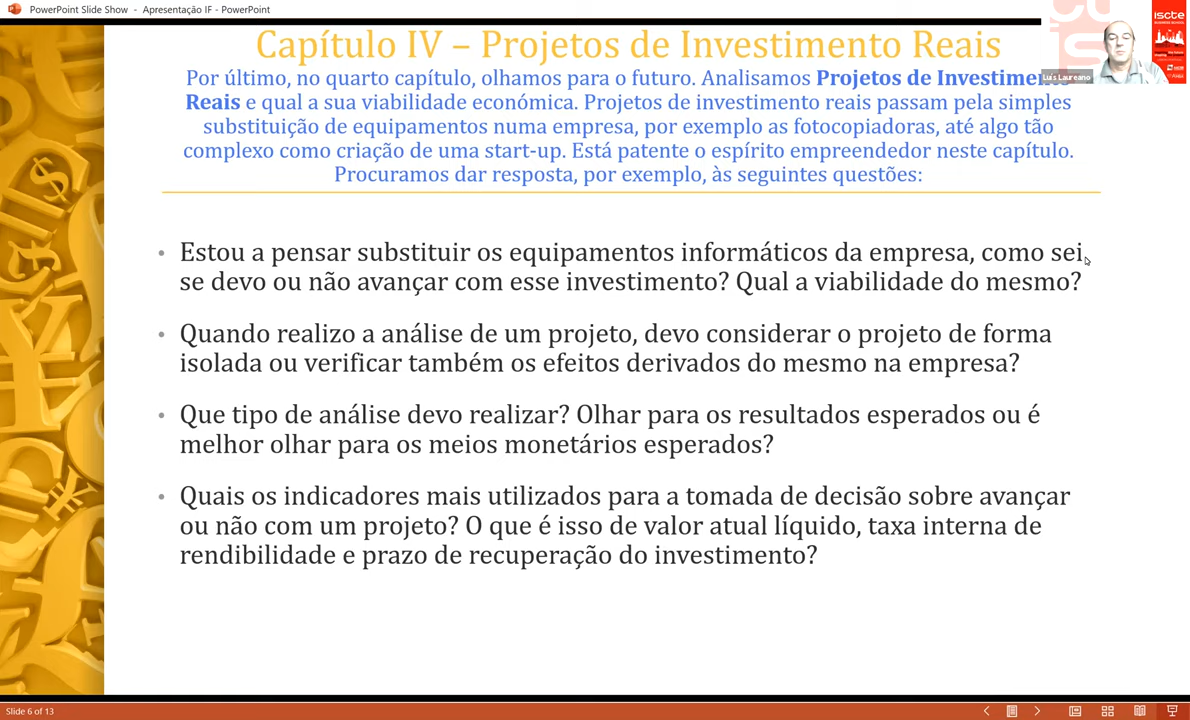 PowerPoint Slide Show - Apresentação IF - PowerPoint
Capítulo IV – Projetos de Investimento Reais
Por último, no quarto capítulo, olhamos para o futuro. Analisamos Projetos de Investime
Reais e qual a sua viabilidade económica. Projetos de investimento reais passam pela simples
substituição de equipamentos numa empresa, por exemplo as fotocopiadoras, até algo tão
complexo como criação de uma start-up. Está patente o espírito empreendedor neste capítulo.
Procuramos dar resposta, por exemplo, às seguintes questões:
Luís Laureano
iscte
• Estou a pensar substituir os equipamentos informáticos da empresa, como sei
se devo ou não avançar com esse investimento? Qual a viabilidade do mesmo?
• Quando realizo a análise de um projeto, devo considerar o projeto de forma
isolada ou verificar também os efeitos derivados do mesmo na empresa?
• Que tipo de análise devo realizar? Olhar para os resultados esperados ou é
melhor olhar para os meios monetários esperados?
• Quais os indicadores mais utilizados para a tomada de decisão sobre avançar
ou não com um projeto? O que é isso de valor atual líquido, taxa interna de
rendibilidade e prazo de recuperação do investimento?
Slide 6 of 13